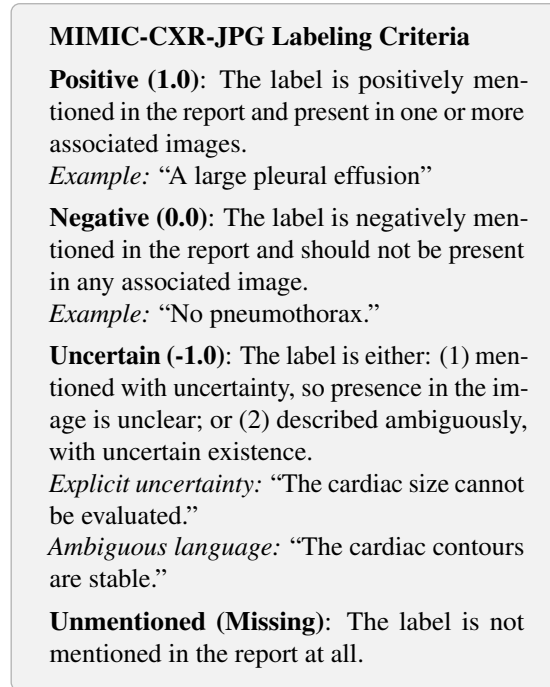 MIMIC-CXR-JPG Labeling Criteria
Positive (1.0): The label is positively men-
tioned in the report and present in one or more
associated images.
Example: “A large pleural effusion”
Negative (0.0): The label is negatively men-
tioned in the report and should not be present
in any associated image.
Example: “No pneumothorax.”
Uncertain (-1.0): The label is either: (1) men-
tioned with uncertainty, so presence in the im-
age is unclear; or (2) described ambiguously,
with uncertain existence.
Explicit uncertainty: “The cardiac size cannot
be evaluated.”
Ambiguous language: “The cardiac contours
are stable.”
Unmentioned (Missing): The label is not
mentioned in the report at all.